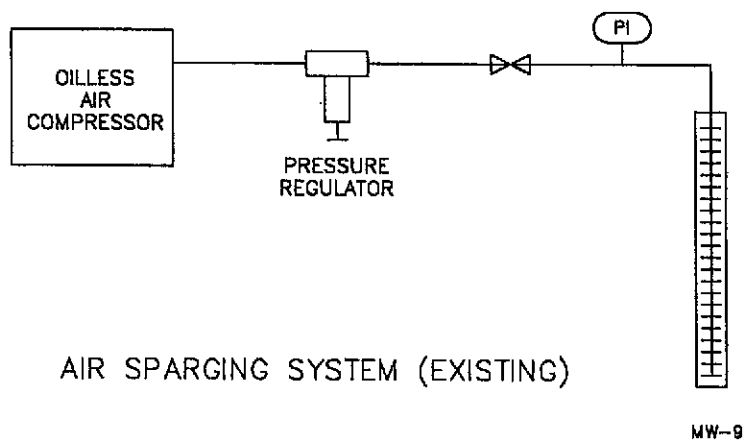 PI
OILLESS
AIR
COMPRESSOR
PRESSURE
REGULATOR
AIR SPARGING SYSTEM (EXISTING)
MW-9